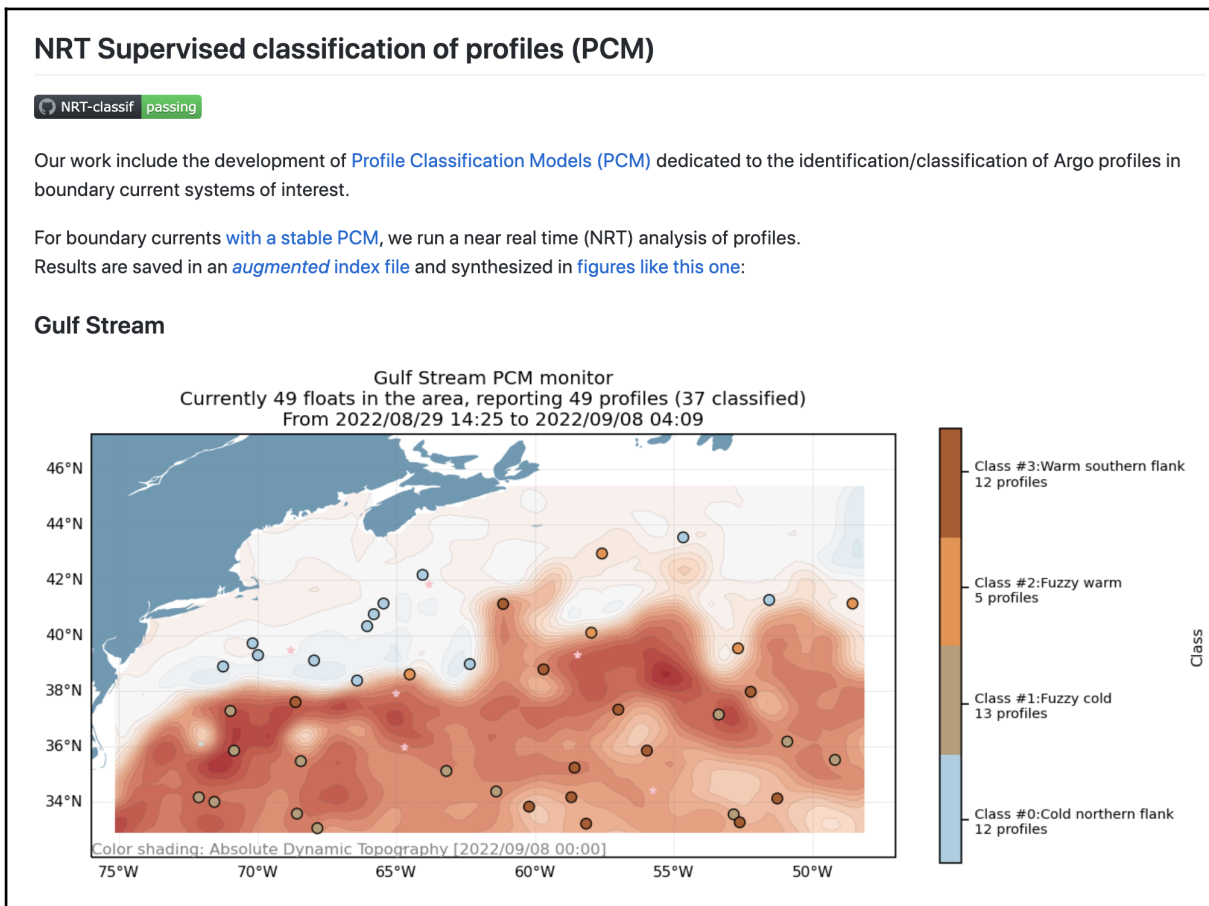 NRT Supervised classification of profiles (PCM)
NRT-classif passing
Our work include the development of Profile Classification Models (PCM) dedicated to the identification/classification of Argo profiles in
boundary current systems of interest.
For boundary currents with a stable PCM, we run a near real time (NRT) analysis of profiles.
Results are saved in an augmented index file and synthesized in figures like this one:
Gulf Stream
Gulf Stream PCM monitor
Currently 49 floats in the area, reporting 49 profiles (37 classified)
From 2022/08/29 14:25 to 2022/09/08 04:09
46°N
44°N
42°N
40°N
38°N
36°N
34°N
Color shading: Absolute Dynamic Topography [2022/09/08 00:00]
75°W
70°W
65°W
60°W
55°W
50°W
Class #3:Warm southern flank
12 profiles
Class #2:Fuzzy warm
5 profiles
Class #1:Fuzzy cold
13 profiles
Class #0:Cold northern flank
12 profiles
Class